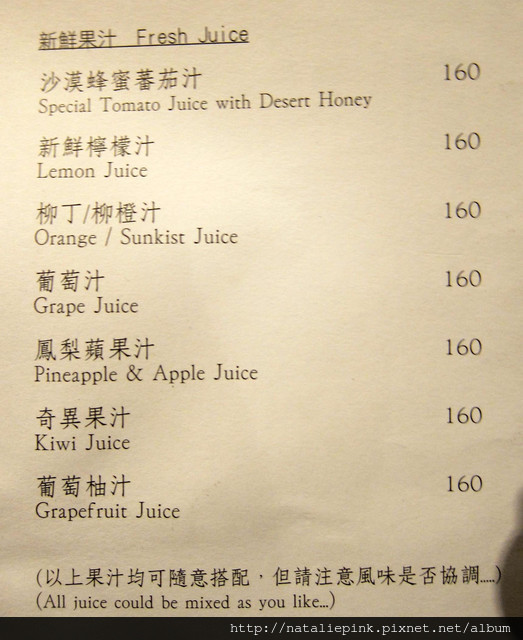 新鮮果汁 Fresh Juice
沙漠蜂蜜蕃茄汁 160
Special Tomato Juice with Desert Honey
新鮮檸檬汁 160
Lemon Juice
柳丁/柳橙汁 160
Orange / Sunkist Juice
葡萄汁 160
Grape Juice
鳳梨蘋果汁 160
Pineapple & Apple Juice
奇異果汁 160
Kiwi Juice
葡萄柚汁 160
Grapefruit Juice
(以上果汁均可隨意搭配，但請注意風味是否協調.....)
(All juice could be mixed as you like...)
http://nataliepink.pixnet.net/album